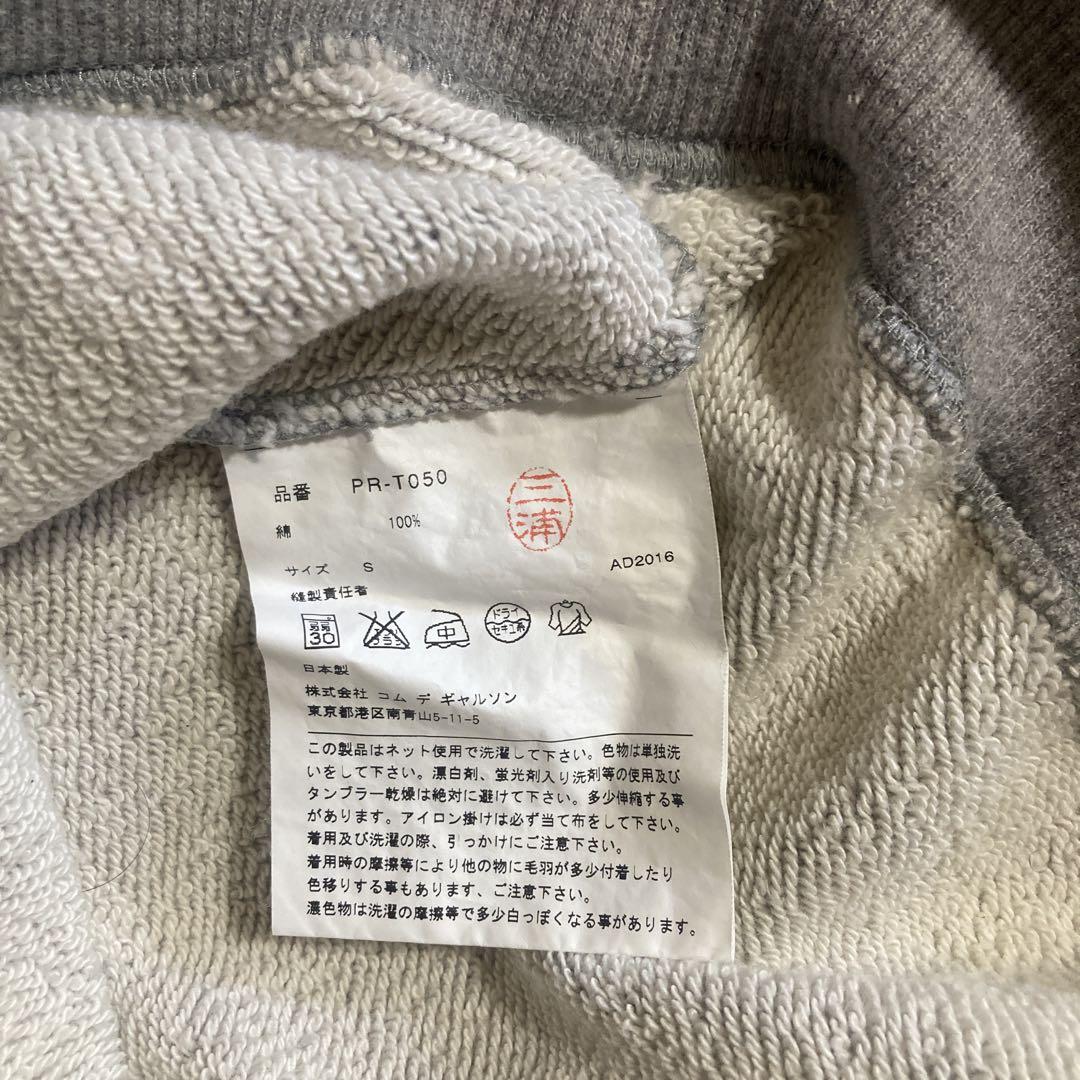 品番 PR-T050
三浦
綿 100%
AD2016
サイズ S
縫製責任者
弱 30 エンソサラシ 中 ドライ セキユ系
日本製
株式会社 コム デ ギャルソン
東京都港区南青山5-11-5
この製品はネット使用で洗濯して下さい。色物は単独洗
いをして下さい。漂白剤、蛍光剤入り洗剤等の使用及び
タンブラー乾燥は絶対に避けて下さい。多少伸縮する事
があります。アイロン掛けは必ず当て布をして下さい。
着用及び洗濯の際、引っかけにご注意下さい。
着用時の摩擦等により他の物に毛羽が多少付着したり
色移りする事もあります、ご注意下さい。
濃色物は洗濯の摩擦等で多少白っぽくなる事があります。